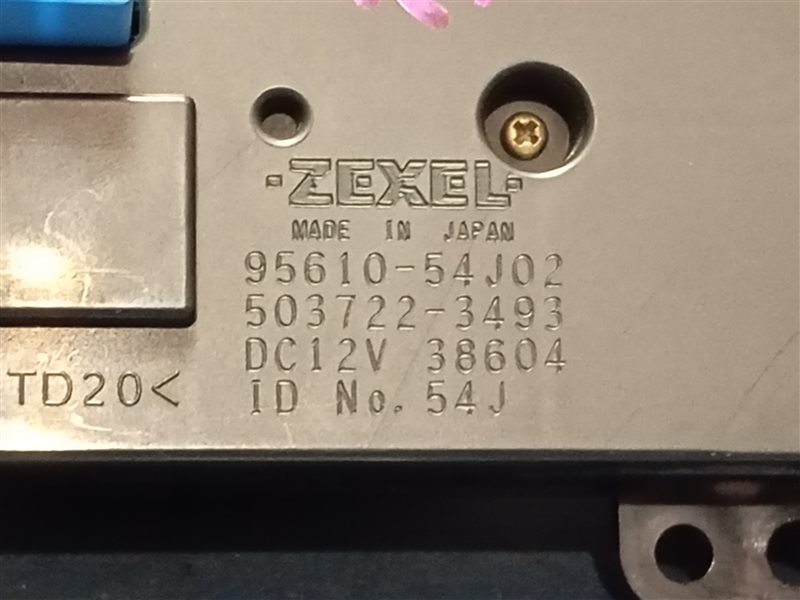 ZEXEL
MADE IN JAPAN
95610-54J02
503722-3493
DC12V 38604
ID No. 54J
TD20<